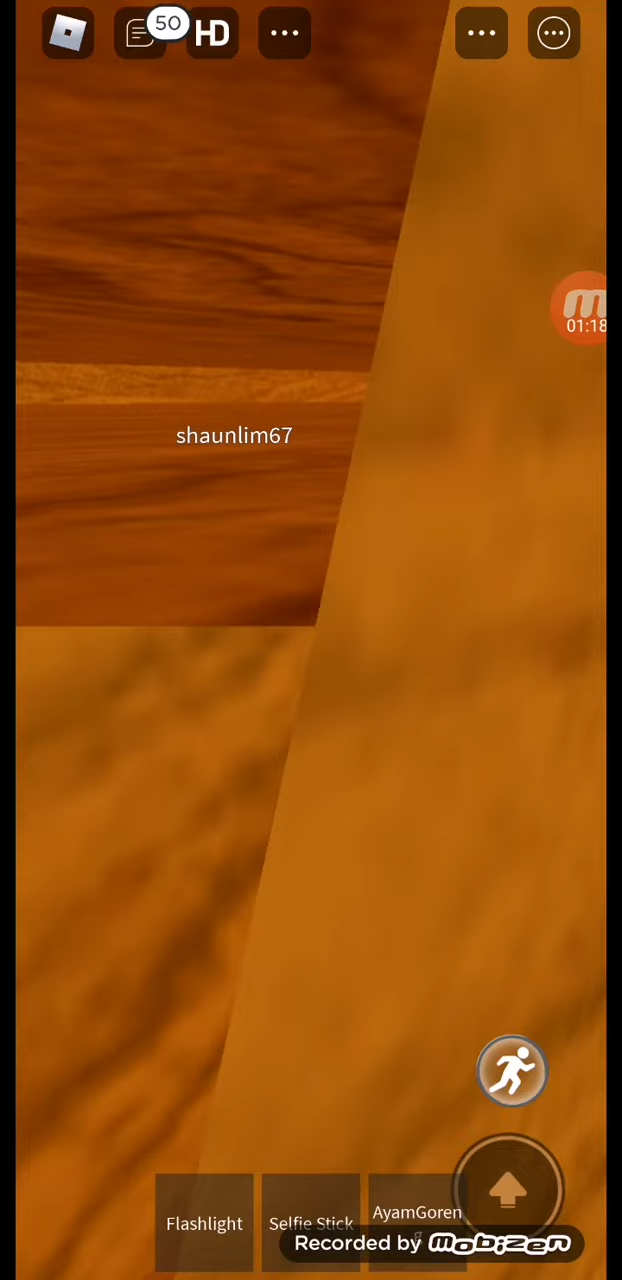 50
HD
01:18
shaunlim67
Flashlight
Selfie Stick
AyamGoren
g
Recorded by mobizen